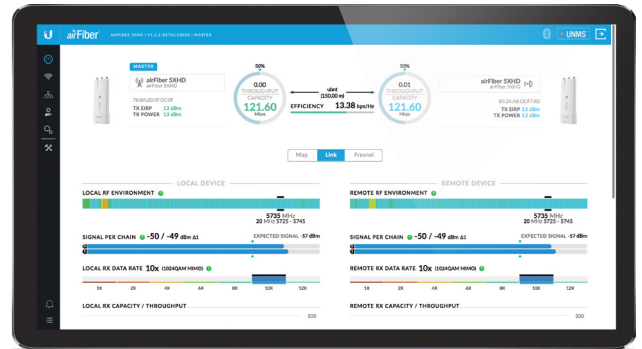 airFiber AIRFIBER 5XHD | V1.1.2-BETA2.33030 | MASTER UNMS
MASTER
airFiber 5XHD
airFiber 5XHD
TX EIRP 13 dBm
TX POWER 13 dBm
50%
0.00
THROUGHPUT
CAPACITY
121.60
Mbps
ubnt
[150.00 m]
EFFICIENCY 13.38 bps/Hz
50%
0.01
THROUGHPUT
CAPACITY
121.60
Mbps
airFiber 5XHD
airFiber 5XHD
TX EIRP 13 dBm
TX POWER 13 dBm
Map Link Fresnel
LOCAL DEVICE
LOCAL RF ENVIRONMENT
5735 MHz
20 MHz 5725 - 5745
SIGNAL PER CHAIN -50 / -49 dBm Δ1 EXPECTED SIGNAL -57 dBm
LOCAL RX DATA RATE 10x (1024QAM MIMO)
1X 2X 4X 6X 8X 10X 12X
LOCAL RX CAPACITY / THROUGHPUT
200
REMOTE DEVICE
REMOTE RF ENVIRONMENT
5735 MHz
20 MHz 5725 - 5745
SIGNAL PER CHAIN -50 / -49 dBm Δ1 EXPECTED SIGNAL -57 dBm
REMOTE RX DATA RATE 10x (1024QAM MIMO)
1X 2X 4X 6X 8X 10X 12X
REMOTE RX CAPACITY / THROUGHPUT
200